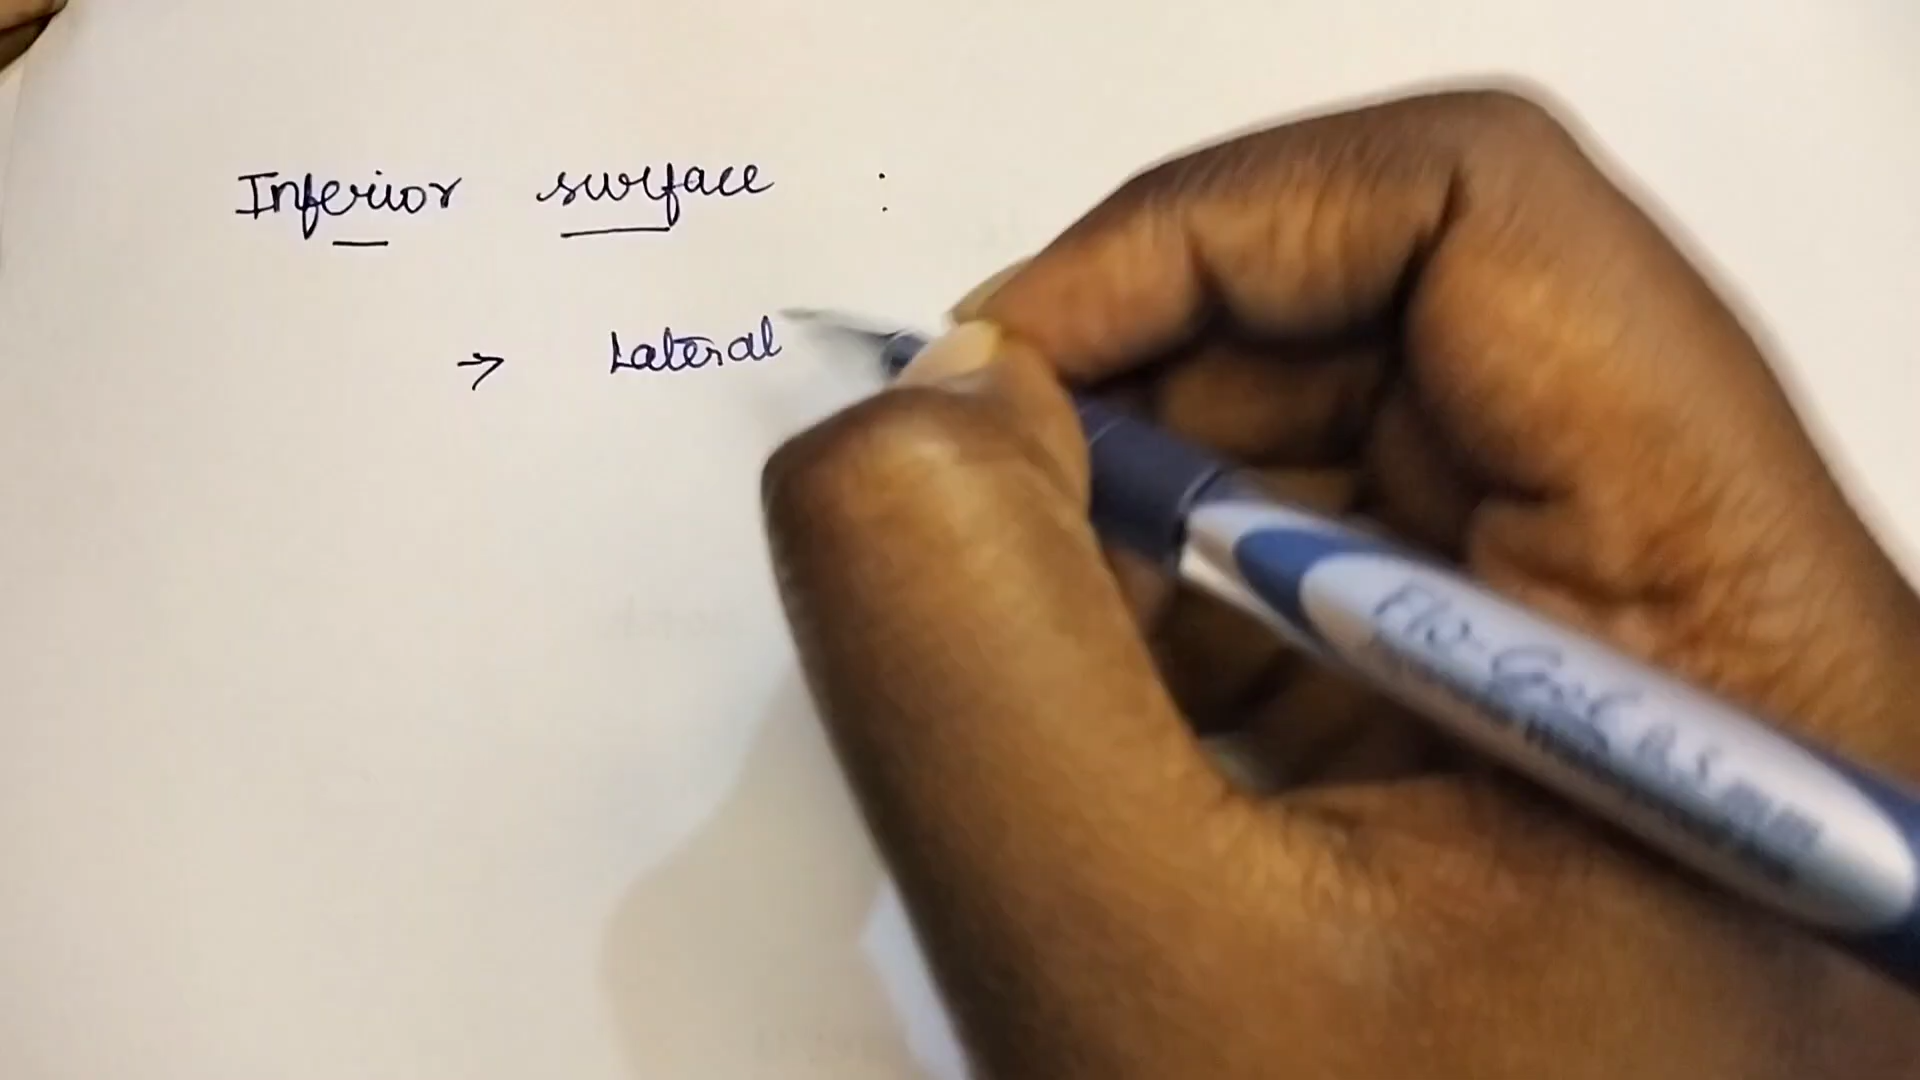 Inferior surface :
→ Lateral